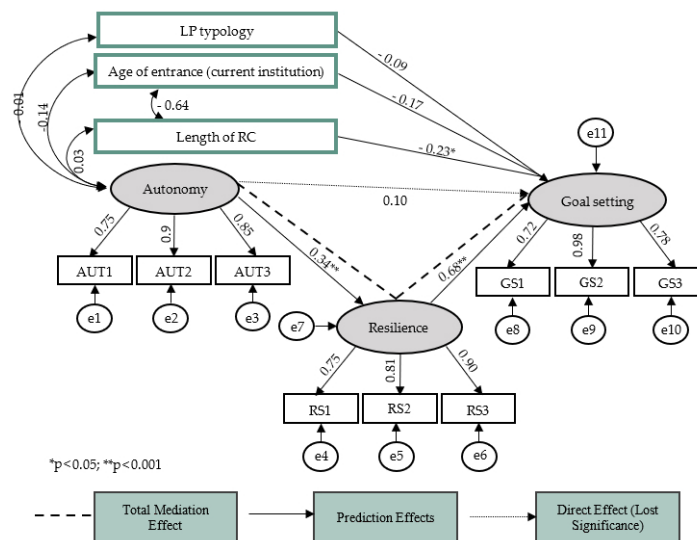 LP typology
- 0.09
Age of entrance (current institution)
- 0.17
- 0.64
Length of RC
- 0.23*
-0.01
-0.14
0.03
e11
Autonomy
0.10
Goal setting
0.75
0.9
0.85
0.34**
0.68**
0.72
0.98
0.78
AUT1
AUT2
AUT3
GS1
GS2
GS3
e1
e2
e3
e7
Resilience
e8
e9
e10
0.75
0.81
0.90
RS1
RS2
RS3
e4
e5
e6
*p<0.05; **p<0.001
Total Mediation
Effect
Prediction Effects
Direct Effect (Lost
Significance)